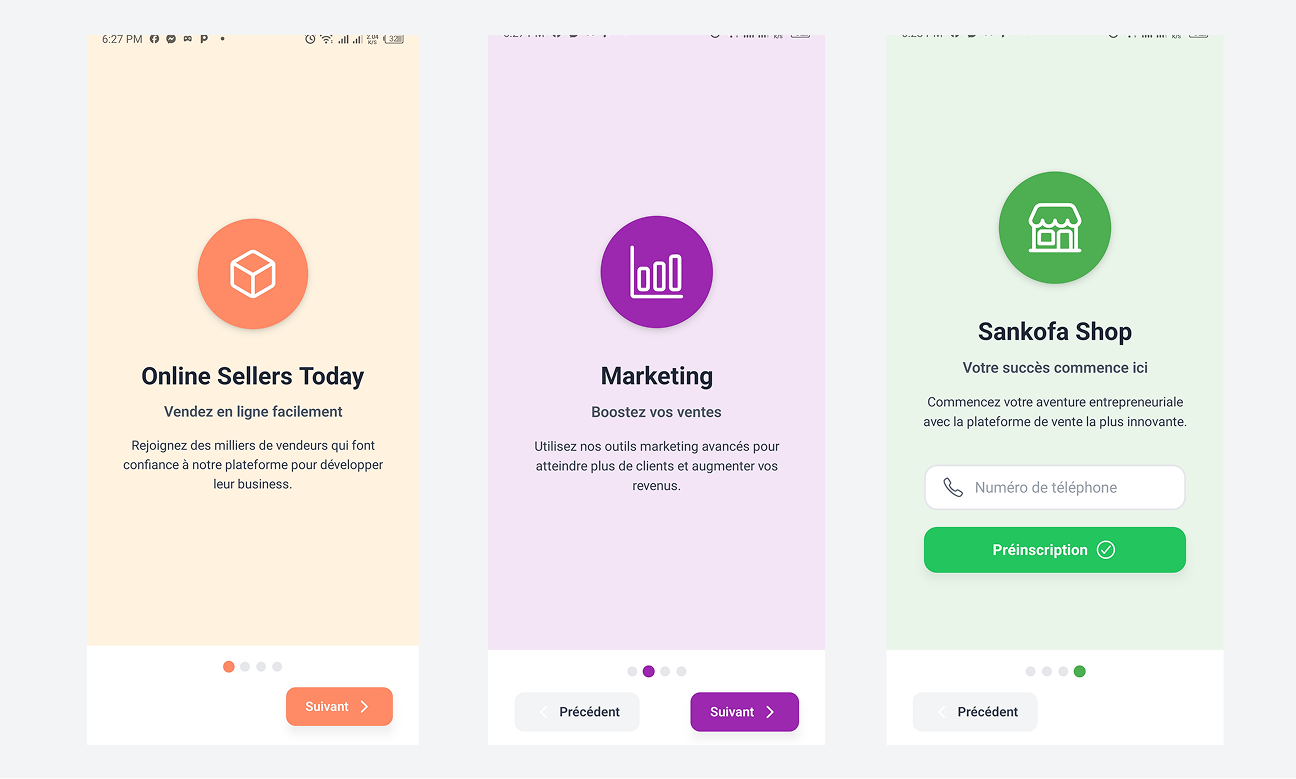 6:27 PM
2.04
K/S
32
Online Sellers Today
Vendez en ligne facilement
Rejoignez des milliers de vendeurs qui font
confiance à notre plateforme pour développer
leur business.
Suivant
Marketing
Boostez vos ventes
Utilisez nos outils marketing avancés pour
atteindre plus de clients et augmenter vos
revenus.
Précédent
Suivant
Sankofa Shop
Votre succès commence ici
Commencez votre aventure entrepreneuriale
avec la plateforme de vente la plus innovante.
Numéro de téléphone
Préinscription
Précédent